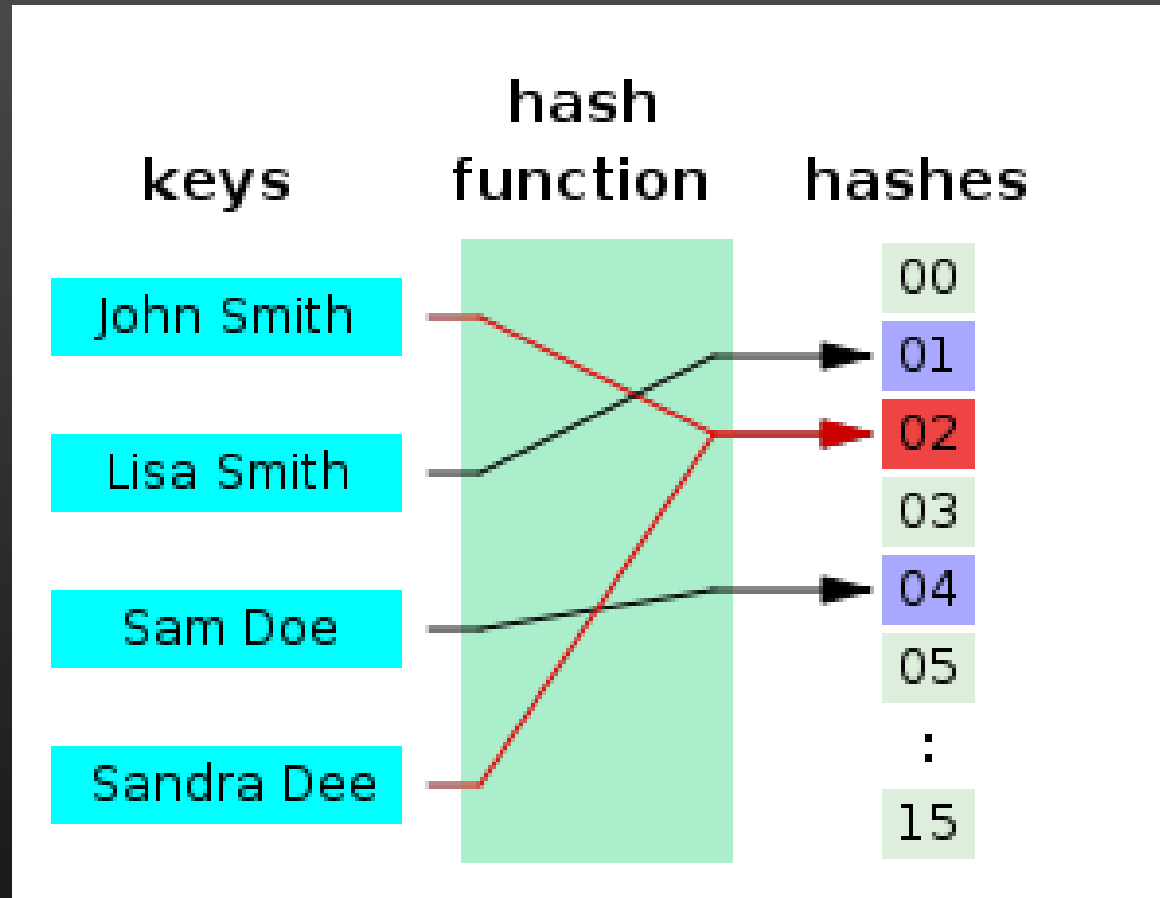 hash
keys function hashes
John Smith
Lisa Smith
Sam Doe
Sandra Dee
00
01
02
03
04
05
:
15